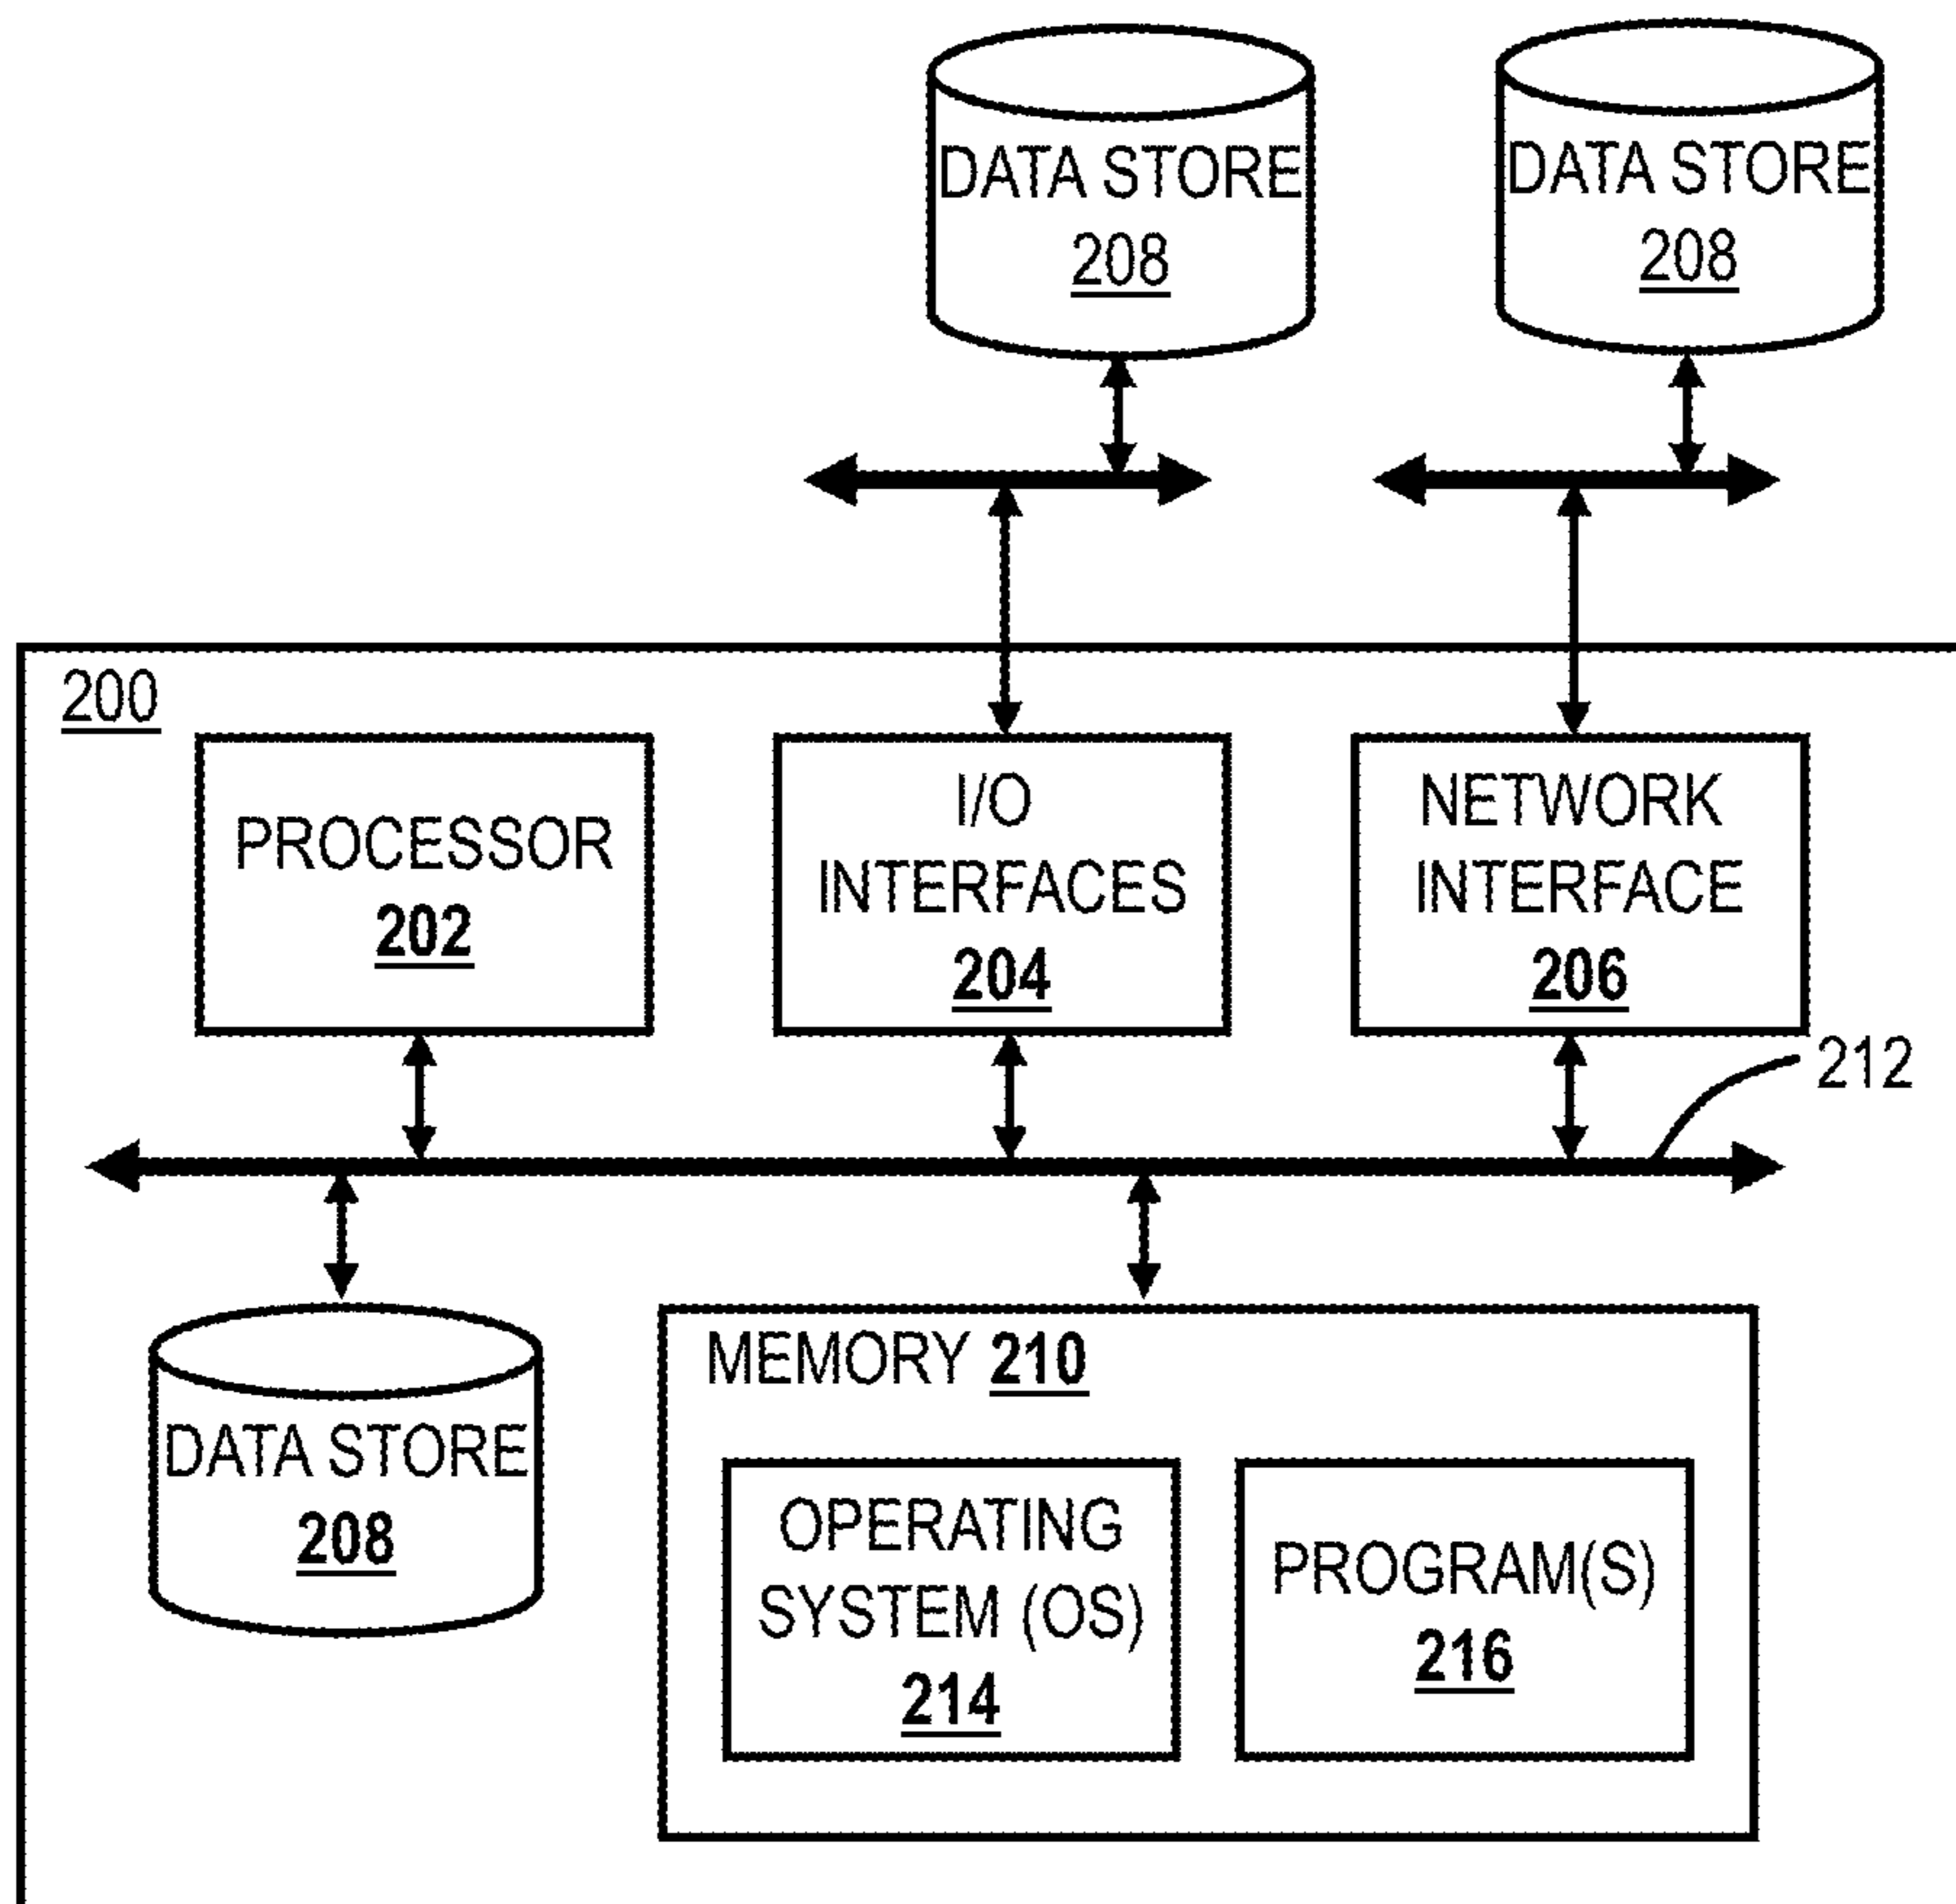 DATA STORE
208
DATA STORE
208
200
PROCESSOR
202
I/O
INTERFACES
204
NETWORK
INTERFACE
206
212
DATA STORE
208
MEMORY 210
OPERATING
SYSTEM (OS)
214
PROGRAM(S)
216